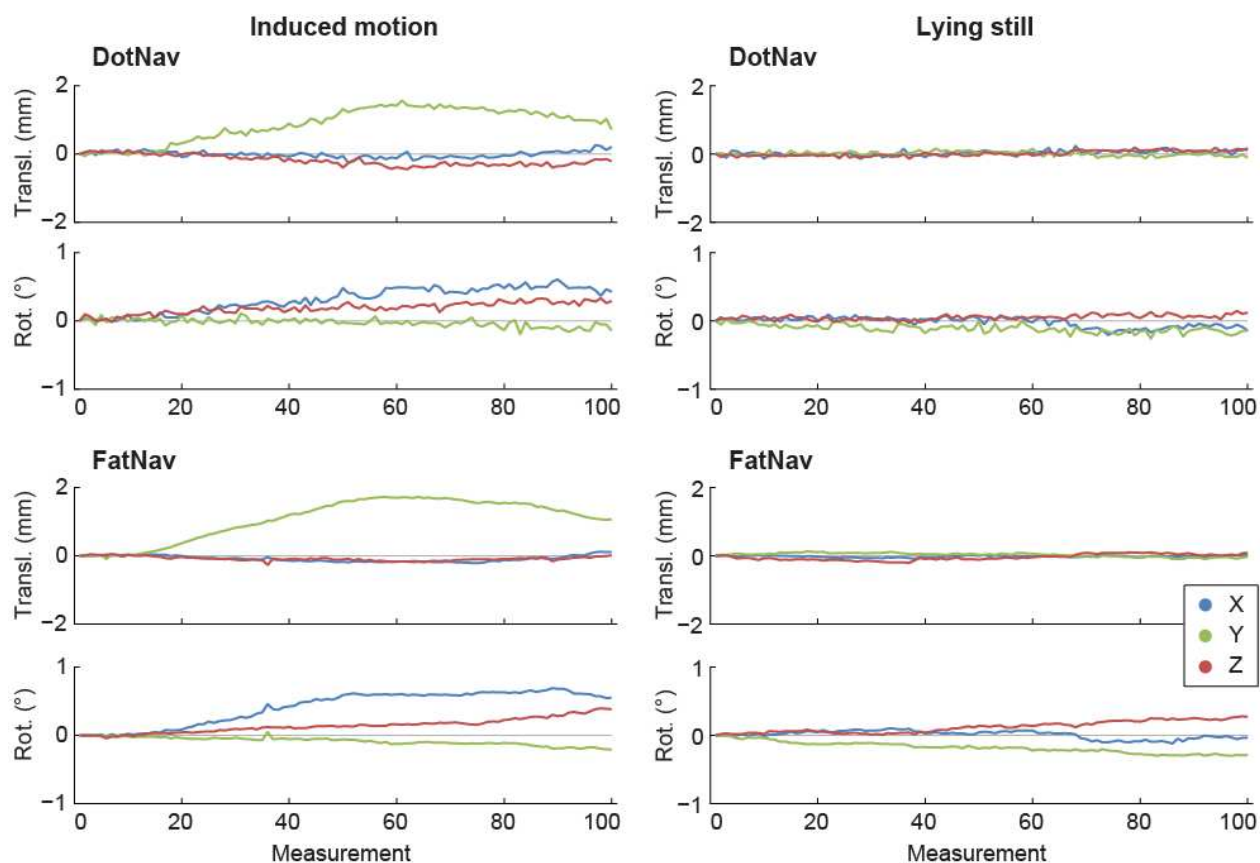 Induced motion
Lying still
DotNav
DotNav
Transl. (mm)
2
0
−2
Transl. (mm)
2
0
−2
Rot. (°)
1
0
−1
0 20 40 60 80 100
Rot. (°)
1
0
−1
0 20 40 60 80 100
FatNav
FatNav
Transl. (mm)
2
0
−2
Transl. (mm)
2
0
−2
X
Y
Z
Rot. (°)
1
0
−1
0 20 40 60 80 100
Measurement
Rot. (°)
1
0
−1
0 20 40 60 80 100
Measurement